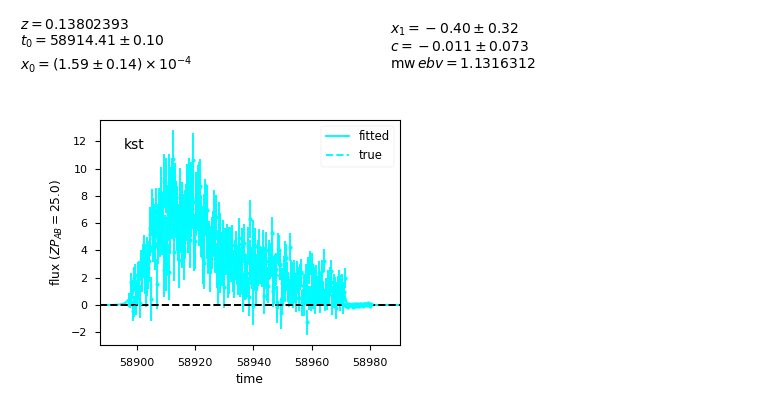 z = 0.13802393
t₀ = 58914.41 ± 0.10
x₀ = (1.59 ± 0.14) × 10⁻⁴
x₁ = −0.40 ± 0.32
c = −0.011 ± 0.073
mw ebv = 1.1316312
kst
fitted
true
flux (ZP_AB = 25.0)
12
10
8
6
4
2
0
−2
58900 58920 58940 58960 58980
time